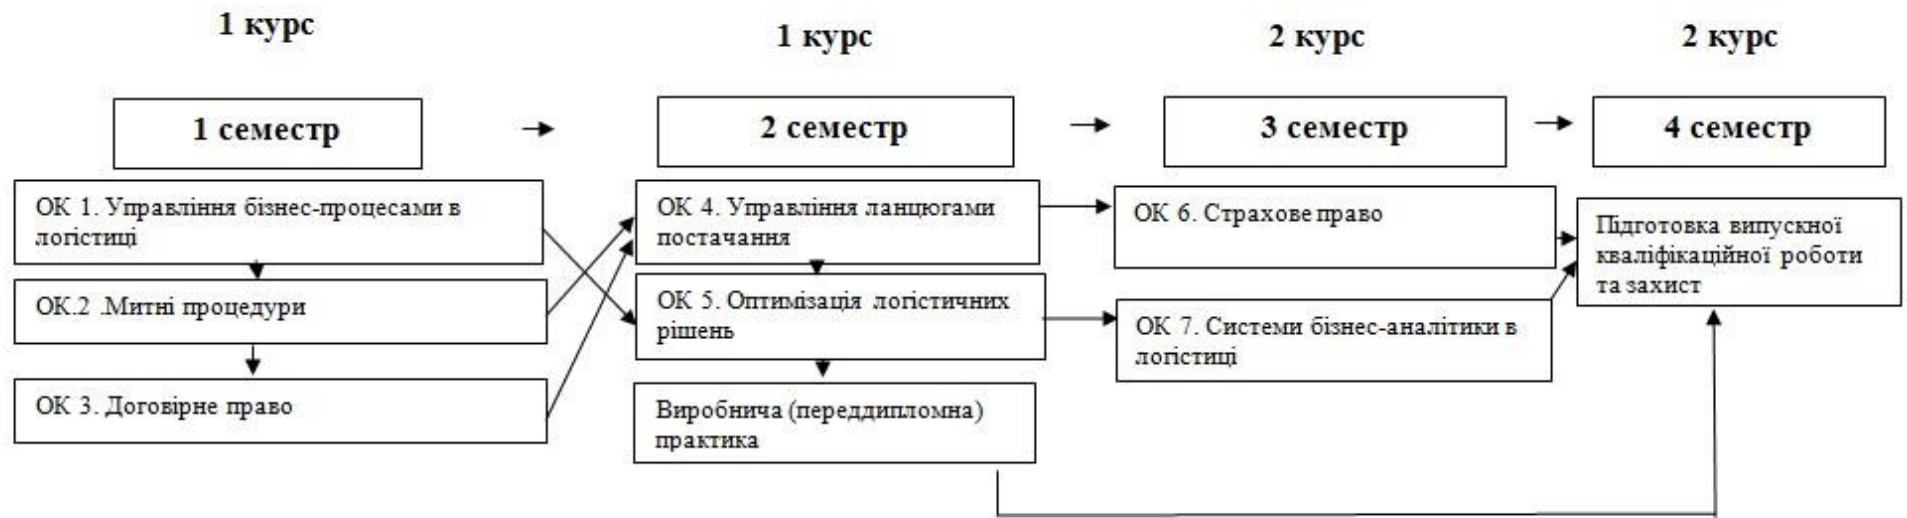 1 курс
1 курс
2 курс
2 курс
1 семестр
2 семестр
3 семестр
4 семестр
ОК 1. Управління бізнес-процесами в
логістиці
ОК.2 .Митні процедури
ОК 3. Договірне право
ОК 4. Управління ланцюгами
постачання
ОК 5. Оптимізація логістичних
рішень
Виробнича (переддипломна)
практика
ОК 6. Страхове право
ОК 7. Системи бізнес-аналітики в
логістиці
Підготовка випускної
кваліфікаційної роботи
та захист